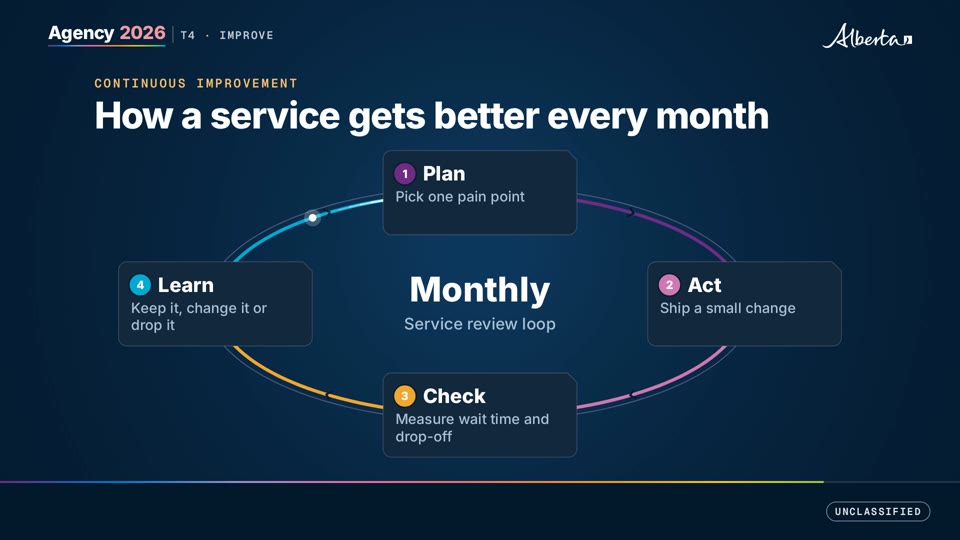 Agency 2026 | T4 · IMPROVE
Alberta
CONTINUOUS IMPROVEMENT
How a service gets better every month
1 Plan
Pick one pain point
4 Learn
Keep it, change it or
drop it
Monthly
Service review loop
2 Act
Ship a small change
3 Check
Measure wait time and
drop-off
UNCLASSIFIED